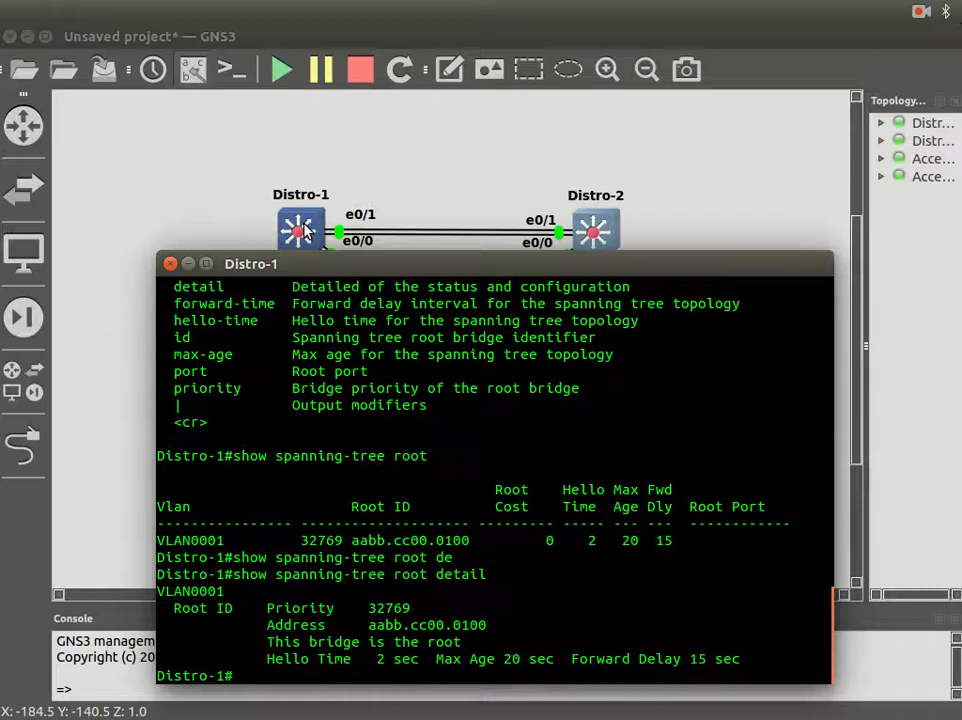 Unsaved project* — GNS3
Topology...
Distr...
Distr...
Acce...
Acce...
Distro-1
Distro-2
e0/1
e0/1
e0/0
e0/0
Distro-1
detail Detailed of the status and configuration
forward-time Forward delay interval for the spanning tree topology
hello-time Hello time for the spanning tree topology
id Spanning tree root bridge identifier
max-age Max age for the spanning tree topology
port Root port
priority Bridge priority of the root bridge
| Output modifiers
<cr>
Distro-1#show spanning-tree root
Root Hello Max Fwd
Vlan Root ID Cost Time Age Dly Root Port
---------------- -------------------- --------- ----- --- --- ------------
VLAN0001 32769 aabb.cc00.0100 0 2 20 15
Distro-1#show spanning-tree root de
Distro-1#show spanning-tree root detail
VLAN0001
Root ID Priority 32769
Address aabb.cc00.0100
This bridge is the root
Hello Time 2 sec Max Age 20 sec Forward Delay 15 sec
Distro-1#
Console
GNS3 managem
Copyright (c) 20
=>
X: -184.5 Y: -140.5 Z: 1.0